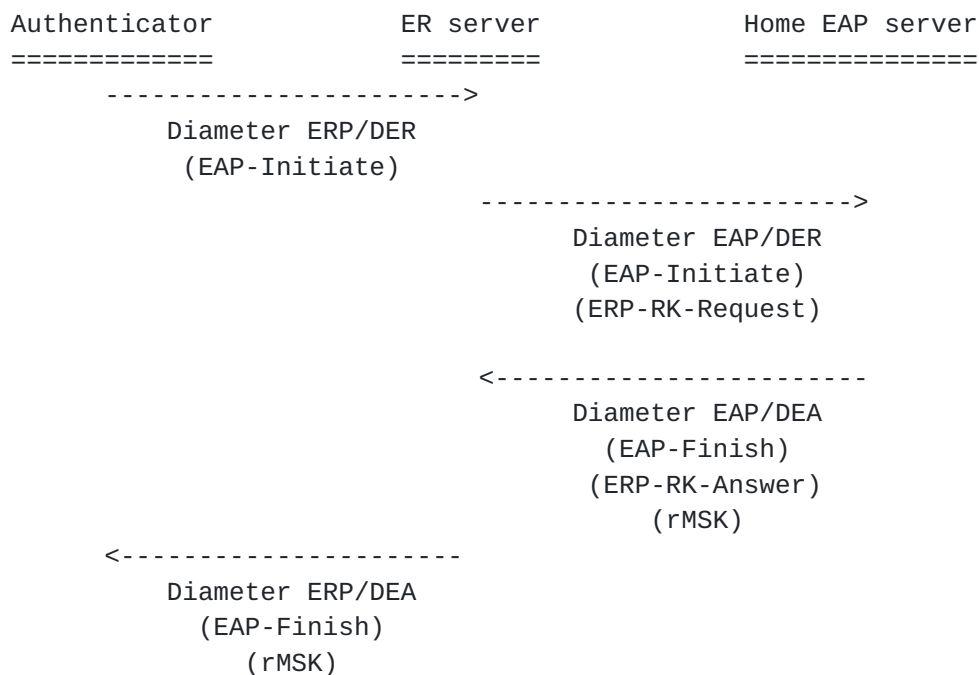 Authenticator            ER server             Home EAP server
=============            =========             ===============
      ----------------------->
          Diameter ERP/DER
           (EAP-Initiate)
                              ------------------------>
                                    Diameter EAP/DER
                                     (EAP-Initiate)
                                    (ERP-RK-Request)
                              <------------------------
                                    Diameter EAP/DEA
                                      (EAP-Finish)
                                     (ERP-RK-Answer)
                                         (rMSK)
      <----------------------
          Diameter ERP/DEA
            (EAP-Finish)
               (rMSK)